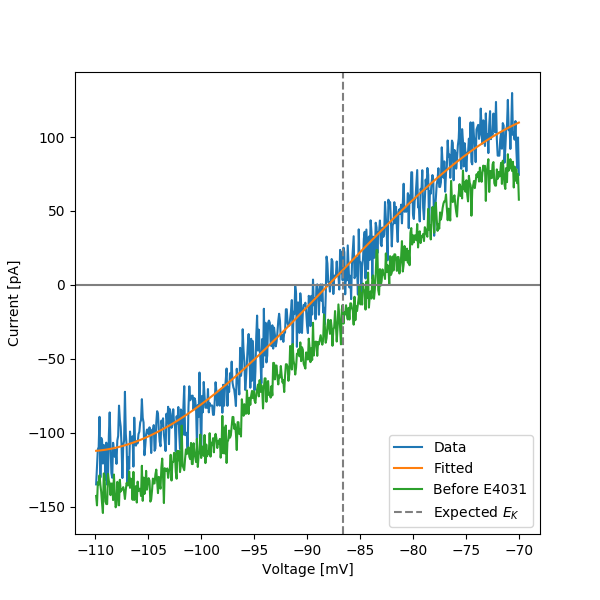 100
50
0
−50
−100
−150
Current [pA]
Data
Fitted
Before E4031
Expected E_K
−110
−105
−100
−95
−90
−85
−80
−75
−70
Voltage [mV]